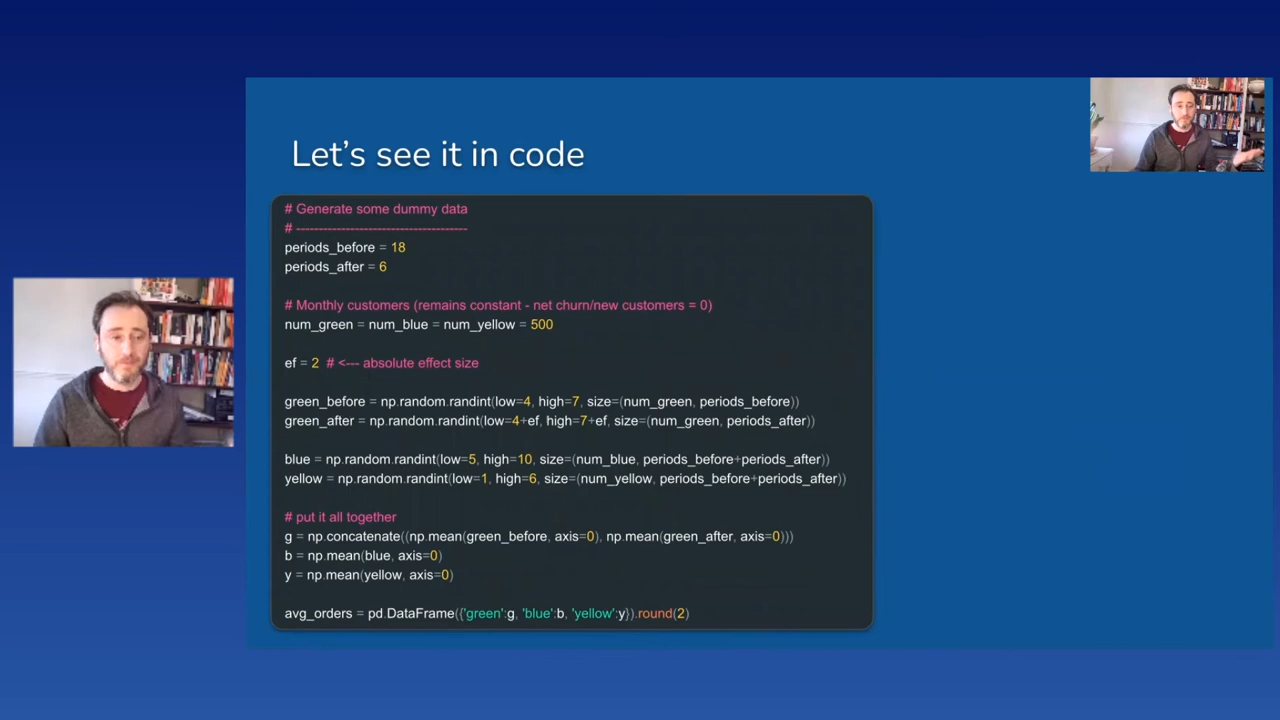 Let's see it in code
# Generate some dummy data
# ---------------------------------------
periods_before = 18
periods_after = 6
# Monthly customers (remains constant - net churn/new customers = 0)
num_green = num_blue = num_yellow = 500
ef = 2 # <--- absolute effect size
green_before = np.random.randint(low=4, high=7, size=(num_green, periods_before))
green_after = np.random.randint(low=4+ef, high=7+ef, size=(num_green, periods_after))
blue = np.random.randint(low=5, high=10, size=(num_blue, periods_before+periods_after))
yellow = np.random.randint(low=1, high=6, size=(num_yellow, periods_before+periods_after))
# put it all together
g = np.concatenate((np.mean(green_before, axis=0), np.mean(green_after, axis=0)))
b = np.mean(blue, axis=0)
y = np.mean(yellow, axis=0)
avg_orders = pd.DataFrame({'green':g, 'blue':b, 'yellow':y}).round(2)